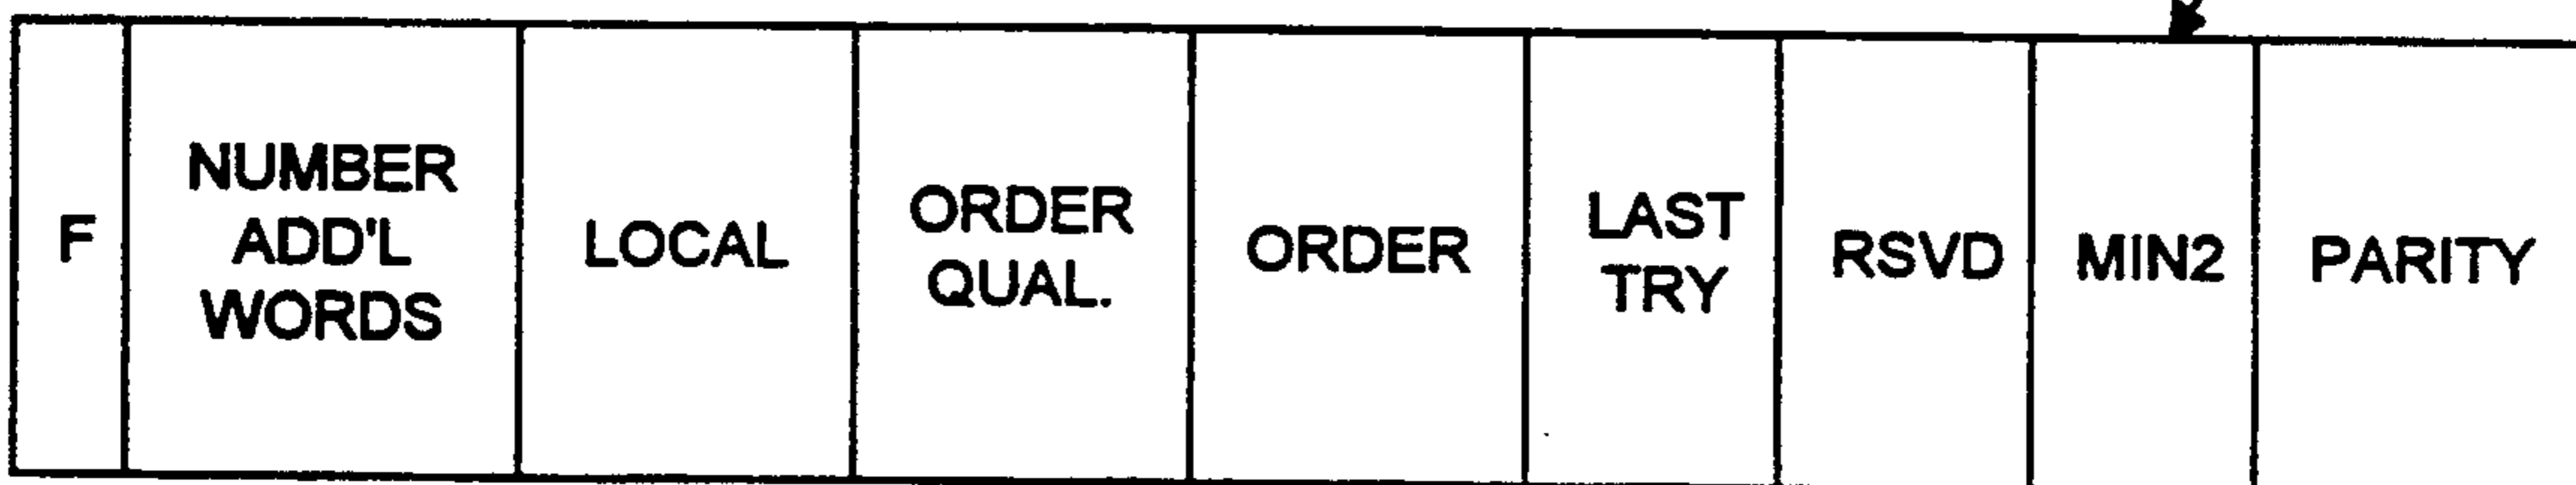 F
NUMBER
ADD'L
WORDS
LOCAL
ORDER
QUAL.
ORDER
LAST
TRY
RSVD
MIN2
PARITY